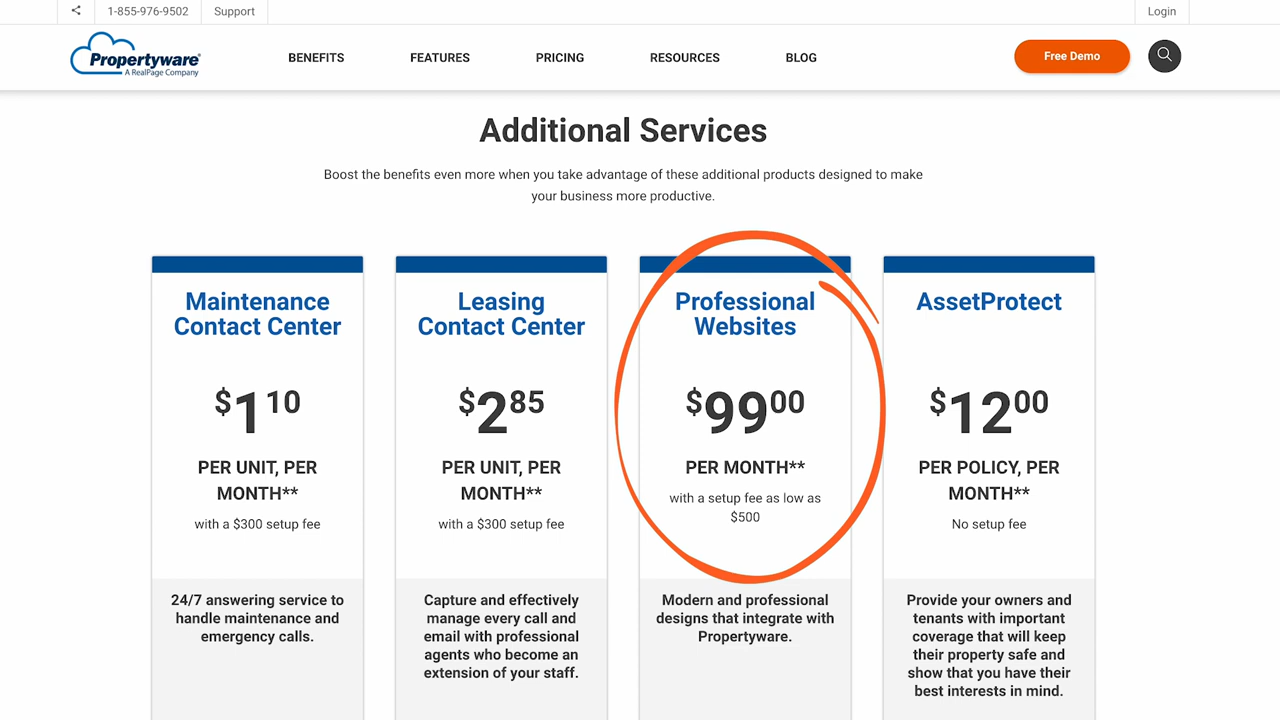 1-855-976-9502
Support
Login
Propertyware®
A RealPage Company
BENEFITS
FEATURES
PRICING
RESOURCES
BLOG
Free Demo
Additional Services
Boost the benefits even more when you take advantage of these additional products designed to make
your business more productive.
Maintenance
Contact Center
$1 10
PER UNIT, PER
MONTH**
with a $300 setup fee
24/7 answering service to
handle maintenance and
emergency calls.
Leasing
Contact Center
$2 85
PER UNIT, PER
MONTH**
with a $300 setup fee
Capture and effectively
manage every call and
email with professional
agents who become an
extension of your staff.
Professional
Websites
$99 00
PER MONTH**
with a setup fee as low as
$500
Modern and professional
designs that integrate with
Propertyware.
AssetProtect
$12 00
PER POLICY, PER
MONTH**
No setup fee
Provide your owners and
tenants with important
coverage that will keep
their property safe and
show that you have their
best interests in mind.